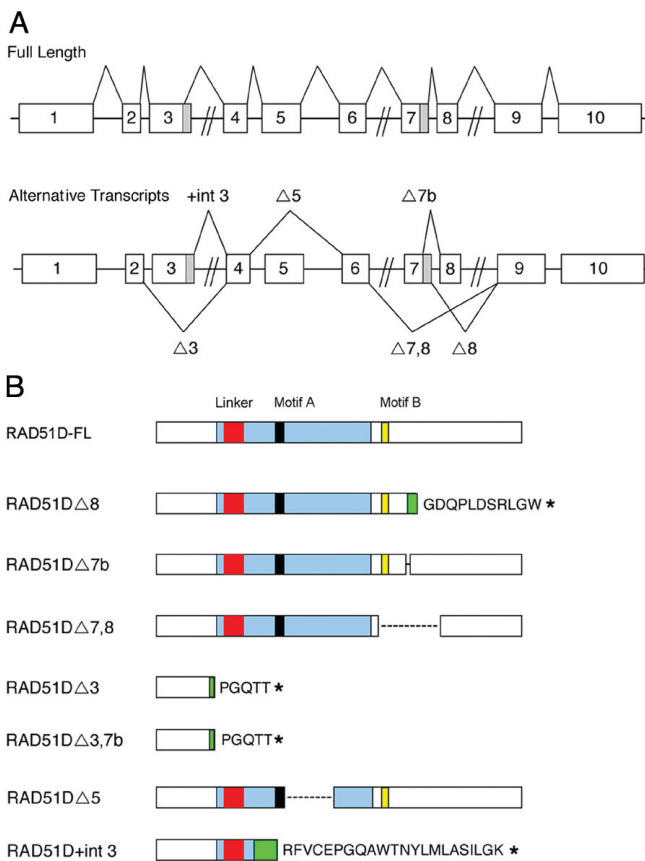 A
Full Length
1 2 3 4 5 6 7 8 9 10
Alternative Transcripts +int 3 △5 △7b
1 2 3 4 5 6 7 8 9 10
△3 △7,8 △8
B
Linker Motif A Motif B
RAD51D-FL
RAD51D△8 GDQPLDSRLGW *
RAD51D△7b
RAD51D△7,8
RAD51D△3 PGQTT *
RAD51D△3,7b PGQTT *
RAD51D△5
RAD51D+int 3 RFVCEPGQAWTNYLMLASILGK *